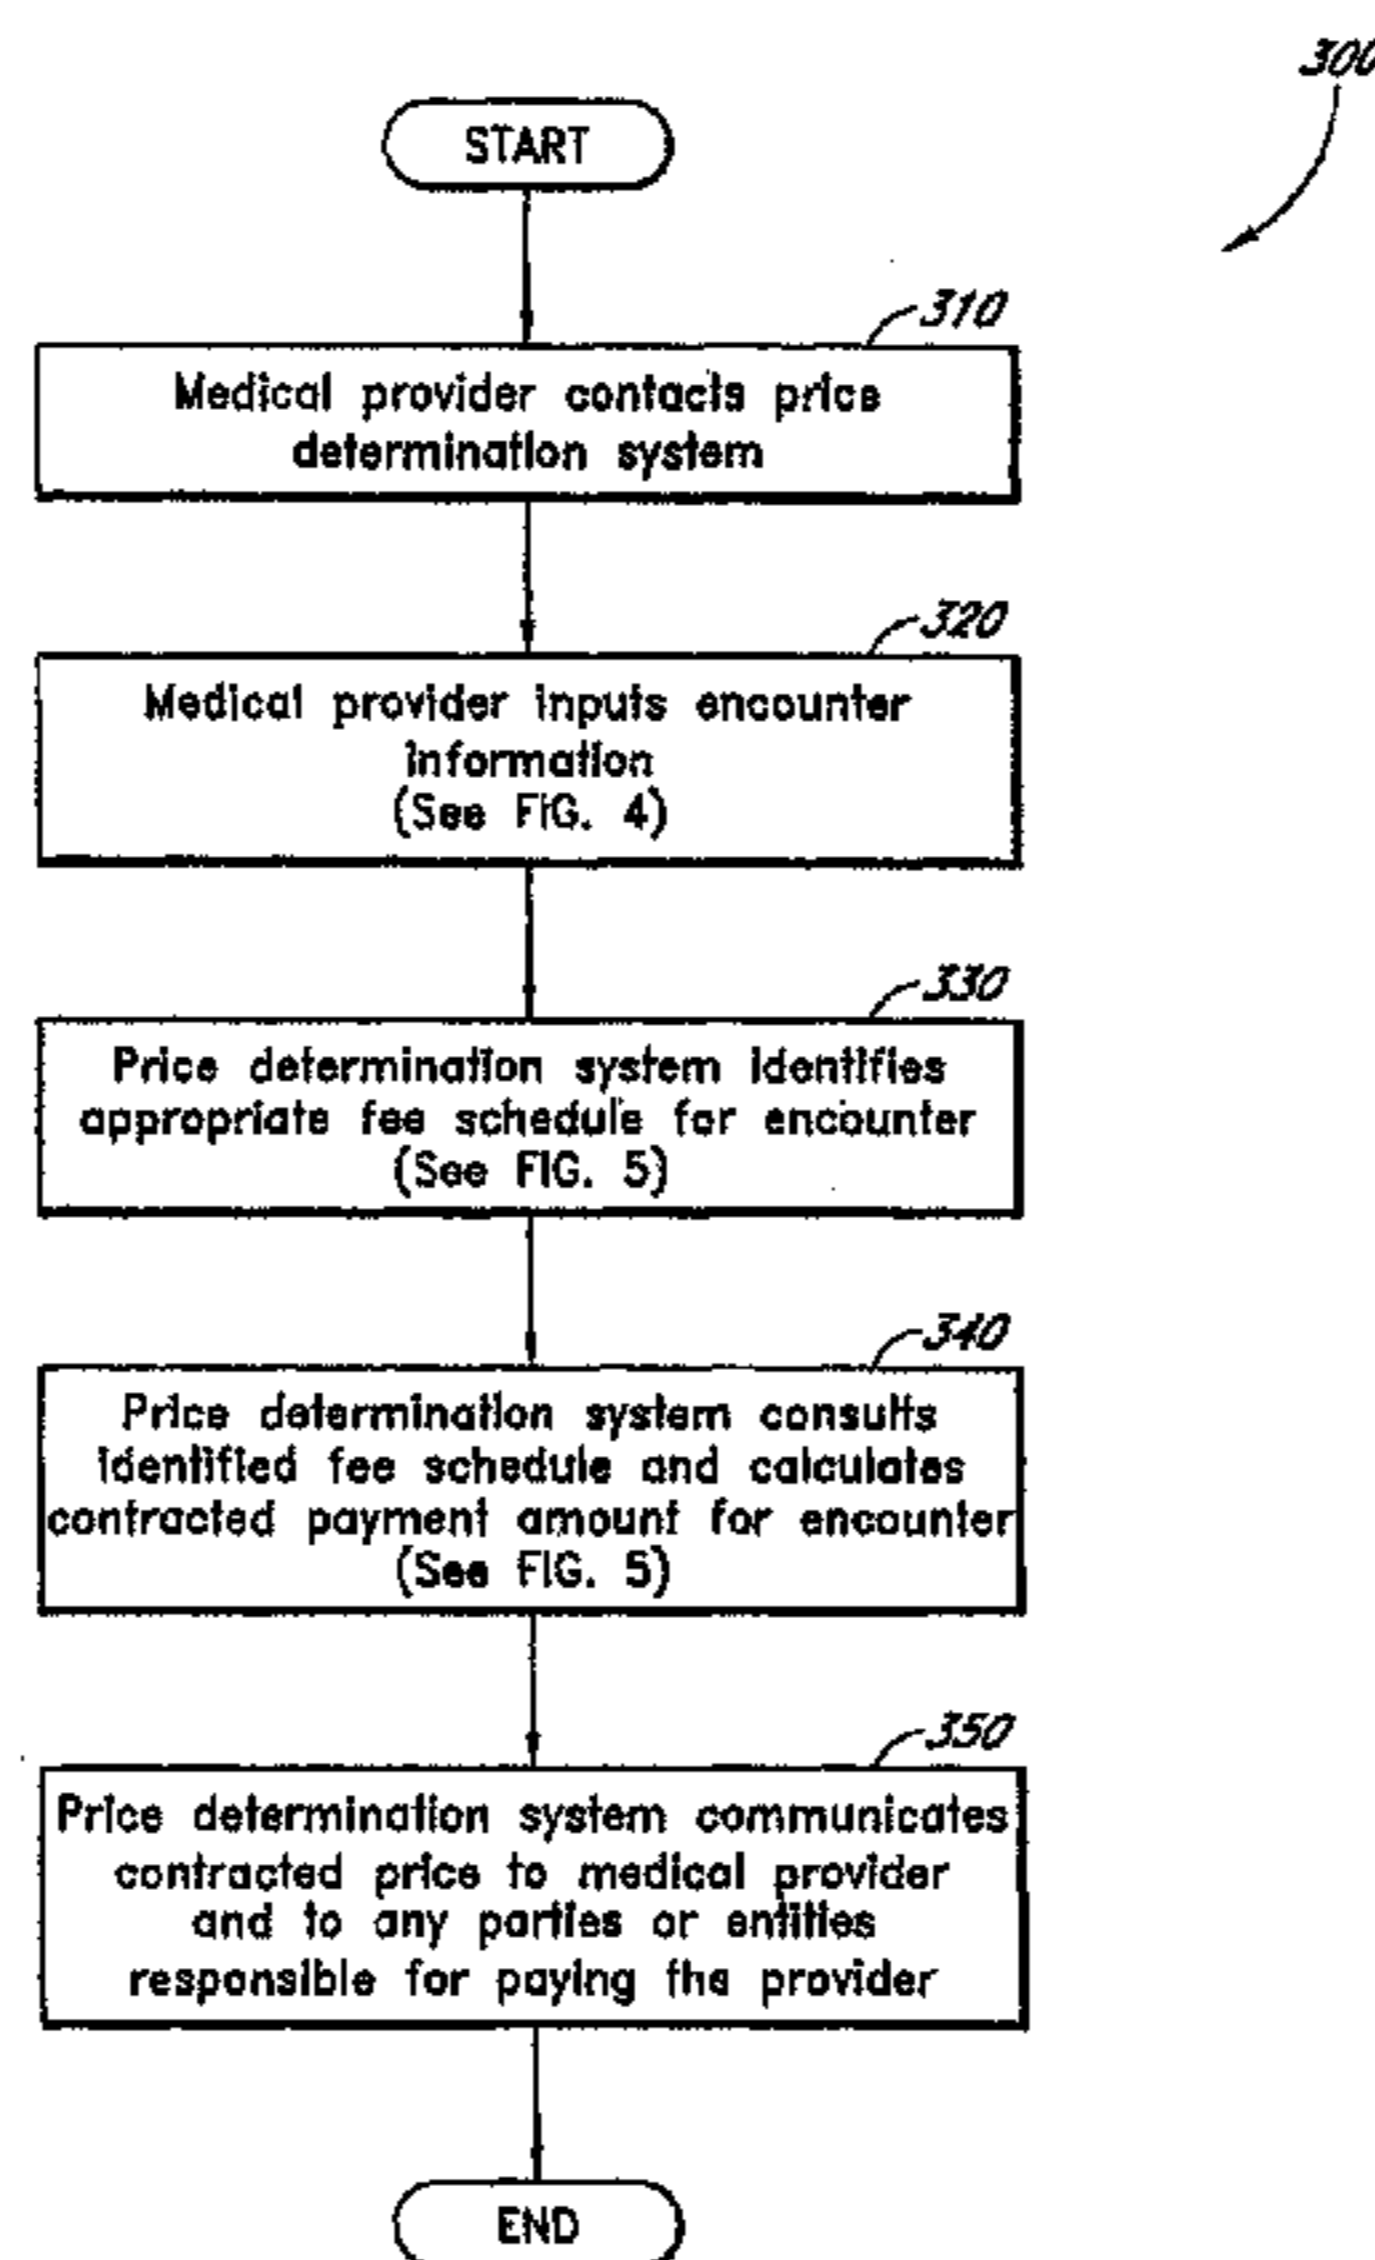 300
START
310
Medical provider contacts price
determination system
320
Medical provider inputs encounter
information
(See FIG. 4)
330
Price determination system identifies
appropriate fee schedule for encounter
(See FIG. 5)
340
Price determination system consults
identified fee schedule and calculates
contracted payment amount for encounter
(See FIG. 5)
350
Price determination system communicates
contracted price to medical provider
and to any parties or entities
responsible for paying the provider
END